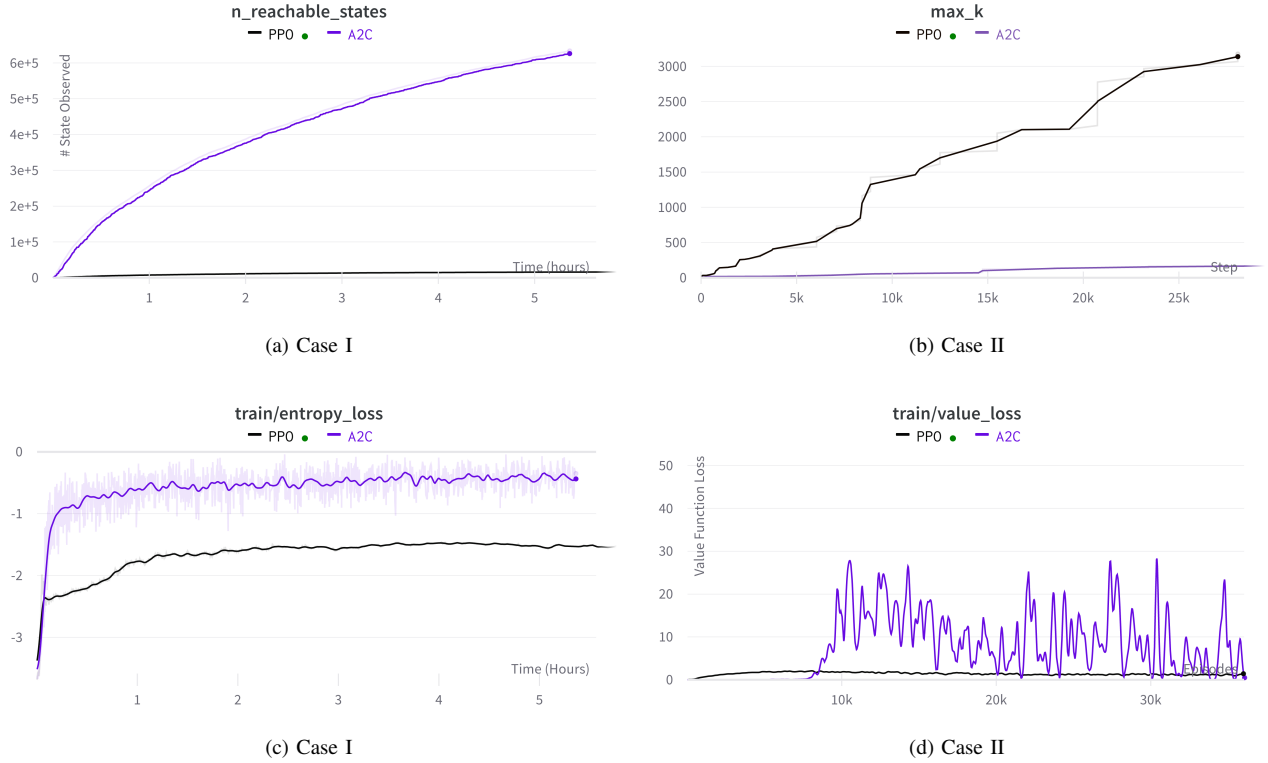 n_reachable_states
PPO A2C
# State Observed
6e+5
5e+5
4e+5
3e+5
2e+5
1e+5
0
Time (hours)
1 2 3 4 5
(a) Case I
max_k
PPO A2C
3000
2500
2000
1500
1000
500
0
Step
0 5k 10k 15k 20k 25k
(b) Case II
train/entropy_loss
PPO A2C
0
-1
-2
-3
Time (Hours)
1 2 3 4 5
(c) Case I
train/value_loss
PPO A2C
Value Function Loss
50
40
30
20
10
0
Episodes
10k 20k 30k
(d) Case II